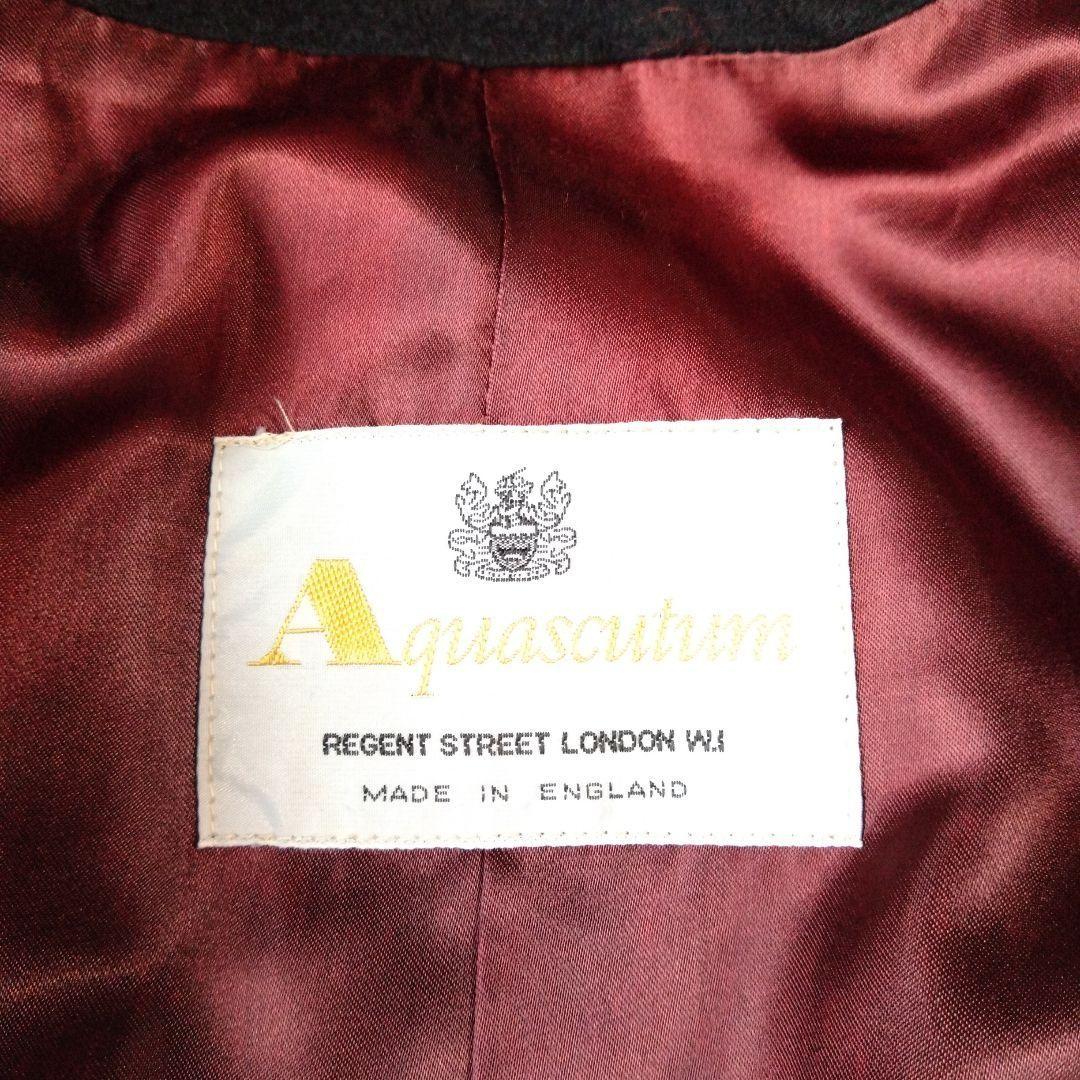 Aquascutum
REGENT STREET LONDON W.1
MADE IN ENGLAND